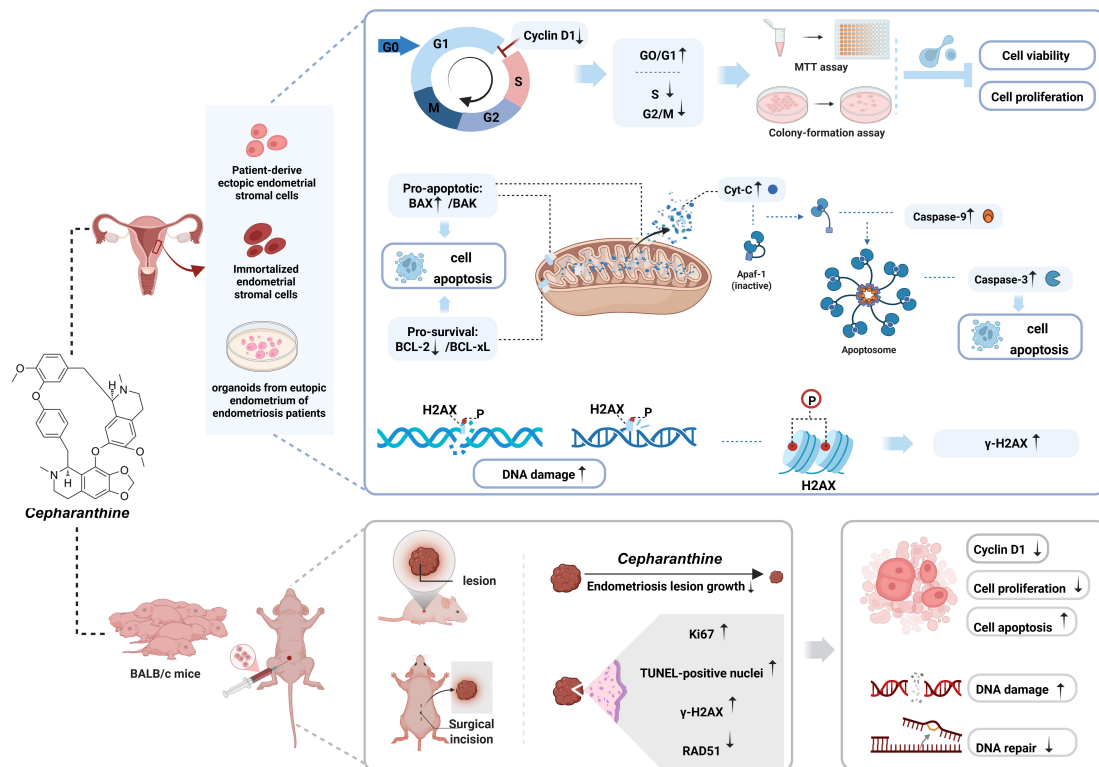 G0
G1
S
G2
M
Cyclin D1↓
GO/G1↑
S ↓
G2/M↓
MTT assay
Colony-formation assay
Cell viability
Cell proliferation
Patient-derive
ectopic endometrial
stromal cells
Immortalized
endometrial
stromal cells
organoids from eutopic
endometrium of
endometriosis patients
Pro-apoptotic:
BAX↑ /BAK
cell
apoptosis
Pro-survival:
BCL-2↓ /BCL-xL
Cyt-C↑
Apaf-1
(inactive)
Caspase-9↑
Apoptosome
Caspase-3↑
cell
apoptosis
H2AX
P
H2AX
P
DNA damage↑
P
H2AX
γ-H2AX ↑
O
O
O
O
O
O
N
H
N
H
Cepharanthine
BALB/c mice
lesion
Surgical
incision
Cepharanthine
Endometriosis lesion growth↓
Ki67 ↑
TUNEL-positive nuclei ↑
γ-H2AX ↑
RAD51 ↓
Cyclin D1 ↓
Cell proliferation ↓
Cell apoptosis ↑
DNA damage ↑
DNA repair ↓